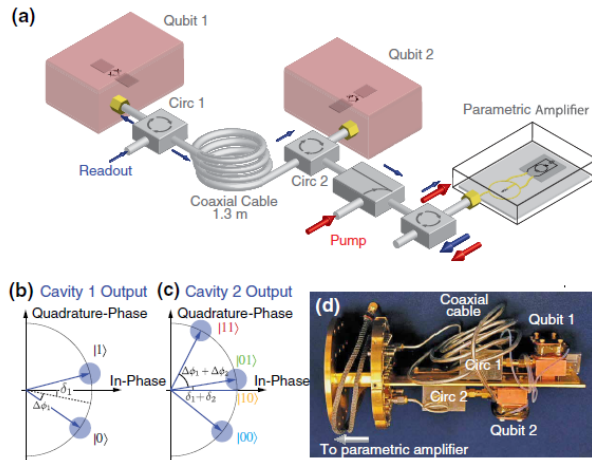 (a)
Qubit 1
Qubit 2
Circ 1
Parametric Amplifier
Readout
Circ 2
Coaxial Cable
1.3 m
Pump
(b) Cavity 1 Output
Quadrature-Phase
|1⟩
In-Phase
δ₁
Δϕ₁
|0⟩
(c) Cavity 2 Output
Quadrature-Phase
|11⟩
|01⟩
Δϕ₁ + Δϕ₂
In-Phase
δ₁ + δ₂
|10⟩
|00⟩
(d)
Coaxial
cable
Qubit 1
Circ 1
Circ 2
Qubit 2
To parametric amplifier